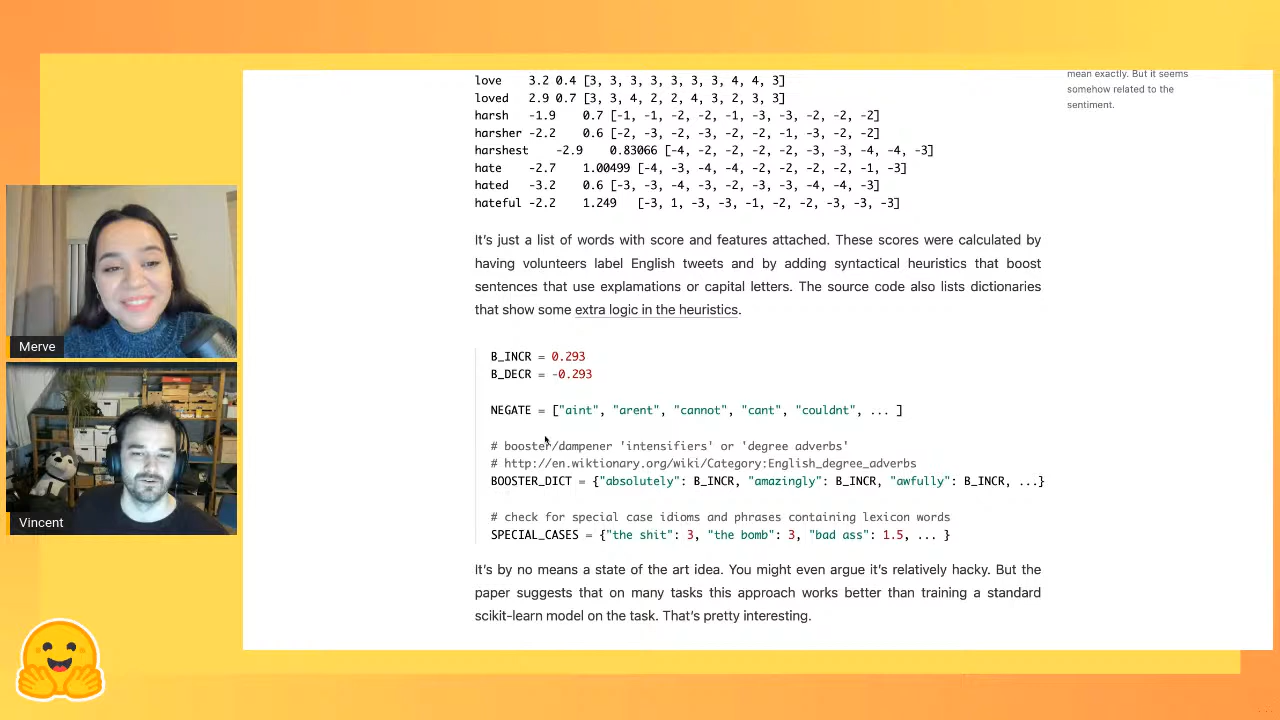 love 3.2 0.4 [3, 3, 3, 3, 3, 3, 3, 4, 4, 3]
loved 2.9 0.7 [3, 3, 4, 2, 2, 4, 3, 2, 3, 3]
harsh -1.9 0.7 [-1, -1, -2, -2, -1, -3, -3, -2, -2, -2]
harsher -2.2 0.6 [-2, -3, -2, -3, -2, -2, -1, -3, -2, -2]
harshest -2.9 0.83066 [-4, -2, -2, -2, -2, -3, -3, -4, -4, -3]
hate -2.7 1.00499 [-4, -3, -4, -4, -2, -2, -2, -2, -1, -3]
hated -3.2 0.6 [-3, -3, -4, -3, -2, -3, -3, -4, -4, -3]
hateful -2.2 1.249 [-3, 1, -3, -3, -1, -2, -2, -3, -3, -3]
mean exactly. But it seems
somehow related to the
sentiment.
It's just a list of words with score and features attached. These scores were calculated by
having volunteers label English tweets and by adding syntactical heuristics that boost
sentences that use explamations or capital letters. The source code also lists dictionaries
that show some extra logic in the heuristics.
B_INCR = 0.293
B_DECR = -0.293
NEGATE = ["aint", "arent", "cannot", "cant", "couldnt", ... ]
# booster/dampener 'intensifiers' or 'degree adverbs'
# http://en.wiktionary.org/wiki/Category:English_degree_adverbs
BOOSTER_DICT = {"absolutely": B_INCR, "amazingly": B_INCR, "awfully": B_INCR, ...}
# check for special case idioms and phrases containing lexicon words
SPECIAL_CASES = {"the shit": 3, "the bomb": 3, "bad ass": 1.5, ... }
It's by no means a state of the art idea. You might even argue it's relatively hacky. But the
paper suggests that on many tasks this approach works better than training a standard
scikit-learn model on the task. That's pretty interesting.
Merve
Vincent